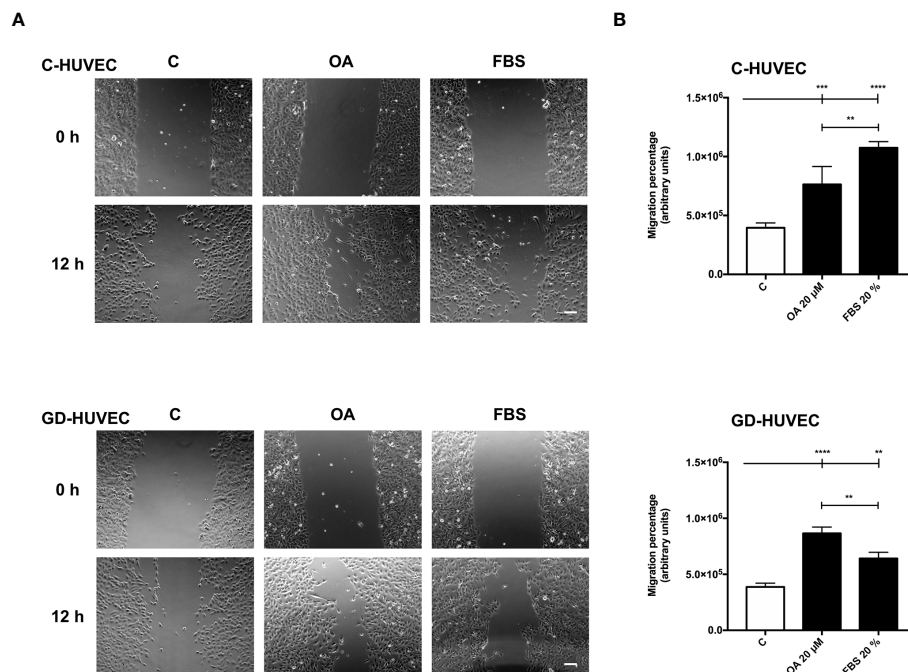 A
B
C-HUVEC
C
OA
FBS
0 h
12 h
C-HUVEC
1.5×10⁶
1.0×10⁶
5.0×10⁵
0.0
Migration percentage
(arbitrary units)
***
****
**
C
OA 20 µM
FBS 20 %
GD-HUVEC
C
OA
FBS
0 h
12 h
GD-HUVEC
1.5×10⁶
1.0×10⁶
5.0×10⁵
0.0
Migration percentage
(arbitrary units)
****
**
**
C
OA 20 µM
FBS 20 %